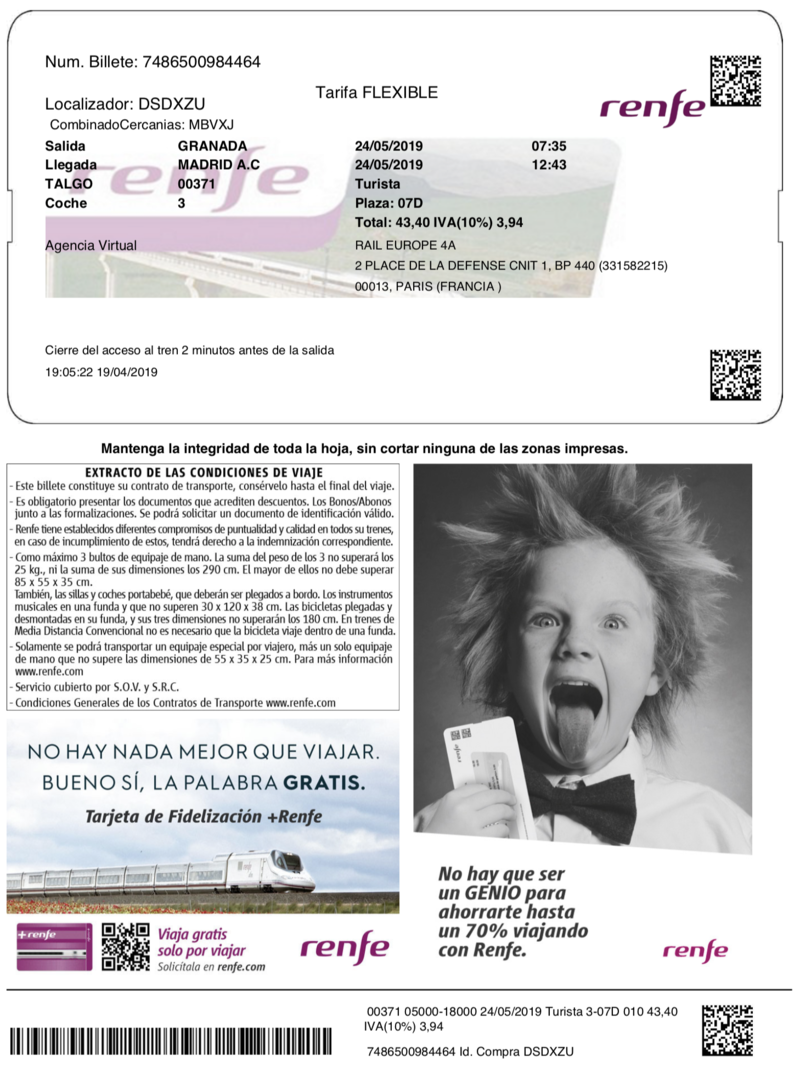 Num. Billete: 7486500984464
Tarifa FLEXIBLE
Localizador: DSDXZU
renfe
CombinadoCercanias: MBVXJ
Salida GRANADA 24/05/2019 07:35
Llegada MADRID A.C 24/05/2019 12:43
renfe
TALGO 00371 Turista
Coche 3 Plaza: 07D
Total: 43,40 IVA(10%) 3,94
Agencia Virtual RAIL EUROPE 4A
2 PLACE DE LA DEFENSE CNIT 1, BP 440 (331582215)
00013, PARIS (FRANCIA )
Cierre del acceso al tren 2 minutos antes de la salida
19:05:22 19/04/2019
Mantenga la integridad de toda la hoja, sin cortar ninguna de las zonas impresas.
EXTRACTO DE LAS CONDICIONES DE VIAJE
- Este billete constituye su contrato de transporte, consérvelo hasta el final del viaje.
- Es obligatorio presentar los documentos que acrediten descuentos. Los Bonos/Abonos
junto a las formalizaciones. Se podrá solicitar un documento de identificación válido.
- Renfe tiene establecidos diferentes compromisos de puntualidad y calidad en todos su trenes,
en caso de incumplimiento de estos, tendrá derecho a la indemnización correspondiente.
- Como máximo 3 bultos de equipaje de mano. La suma del peso de los 3 no superará los
25 kg., ni la suma de sus dimensiones los 290 cm. El mayor de ellos no debe superar
85 x 55 x 35 cm.
También, las sillas y coches portabebé, que deberán ser plegados a bordo. Los instrumentos
musicales en una funda y que no superen 30 x 120 x 38 cm. Las bicicletas plegadas y
desmontadas en su funda, y sus tres dimensiones no superarán los 180 cm. En trenes de
Media Distancia Convencional no es necesario que la bicicleta viaje dentro de una funda.
- Solamente se podrá transportar un equipaje especial por viajero, más un solo equipaje
de mano que no supere las dimensiones de 55 x 35 x 25 cm. Para más información
www.renfe.com
- Servicio cubierto por S.O.V. y S.R.C.
- Condiciones Generales de los Contratos de Transporte www.renfe.com
NO HAY NADA MEJOR QUE VIAJAR.
BUENO SÍ, LA PALABRA GRATIS.
Tarjeta de Fidelización +Renfe
+renfe
Viaja gratis
solo por viajar
Solicítala en renfe.com
renfe
renfe
No hay que ser
un GENIO para
ahorrarte hasta
un 70% viajando
con Renfe.
renfe
00371 05000-18000 24/05/2019 Turista 3-07D 010 43,40
IVA(10%) 3,94
7486500984464 Id. Compra DSDXZU